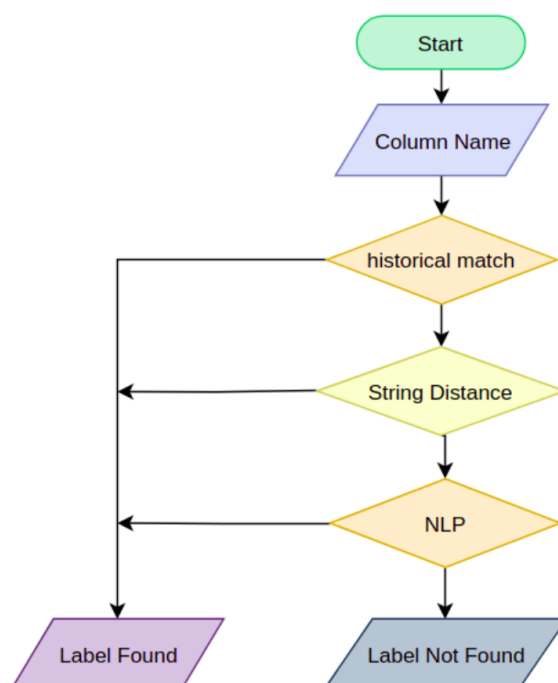 Start
Column Name
historical match
String Distance
NLP
Label Found
Label Not Found